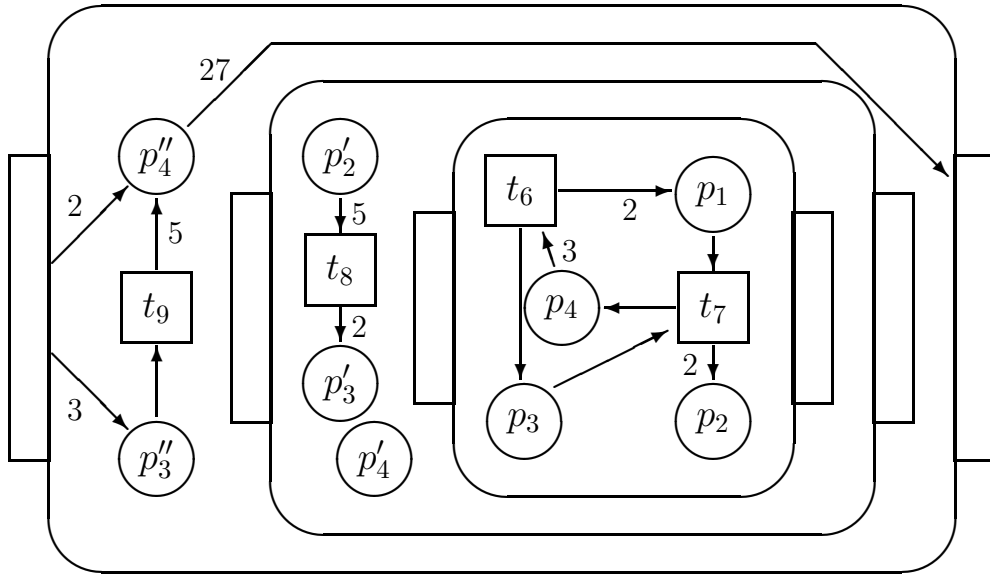 27
p″₄
p′₂
t₆
p₁
2
2
5
5
3
t₈
t₉
p₄
t₇
2
2
p′₃
3
p₃
p₂
p″₃
p′₄